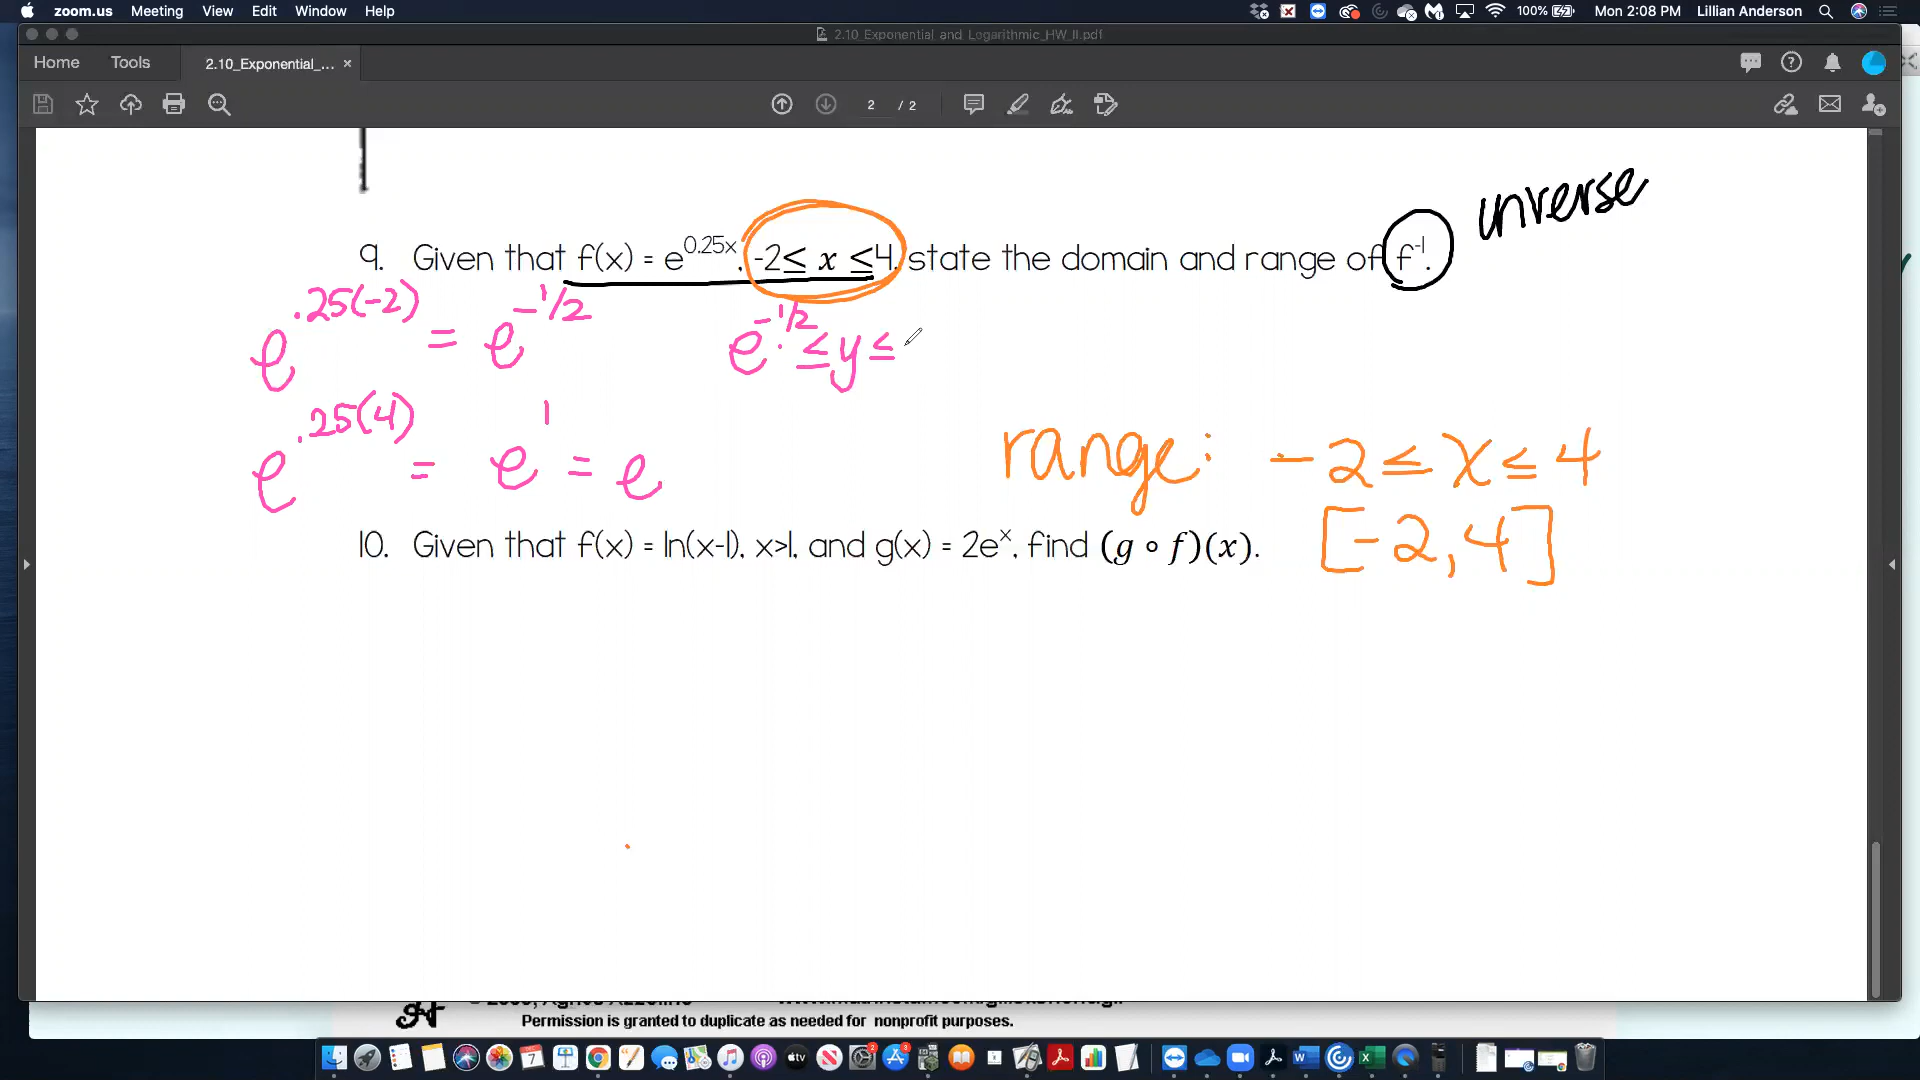 zoom.us Meeting View Edit Window Help 100% Mon 2:08 PM Lillian Anderson
2.10_Exponential_and_Logarithmic_HW_II.pdf
Home Tools 2.10_Exponential_... ×
2 / 2
inverse
9. Given that f(x) = e^0.25x, -2≤ x ≤4, state the domain and range of f^-1.
e^.25(-2) = e^-1/2 e^-1/2 ≤ y ≤
e^.25(4) = e^1 = e
range: -2 ≤ x ≤ 4
[-2,4]
10. Given that f(x) = ln(x-1), x>1, and g(x) = 2e^x, find (g ∘ f)(x).
Permission is granted to duplicate as needed for nonprofit purposes.